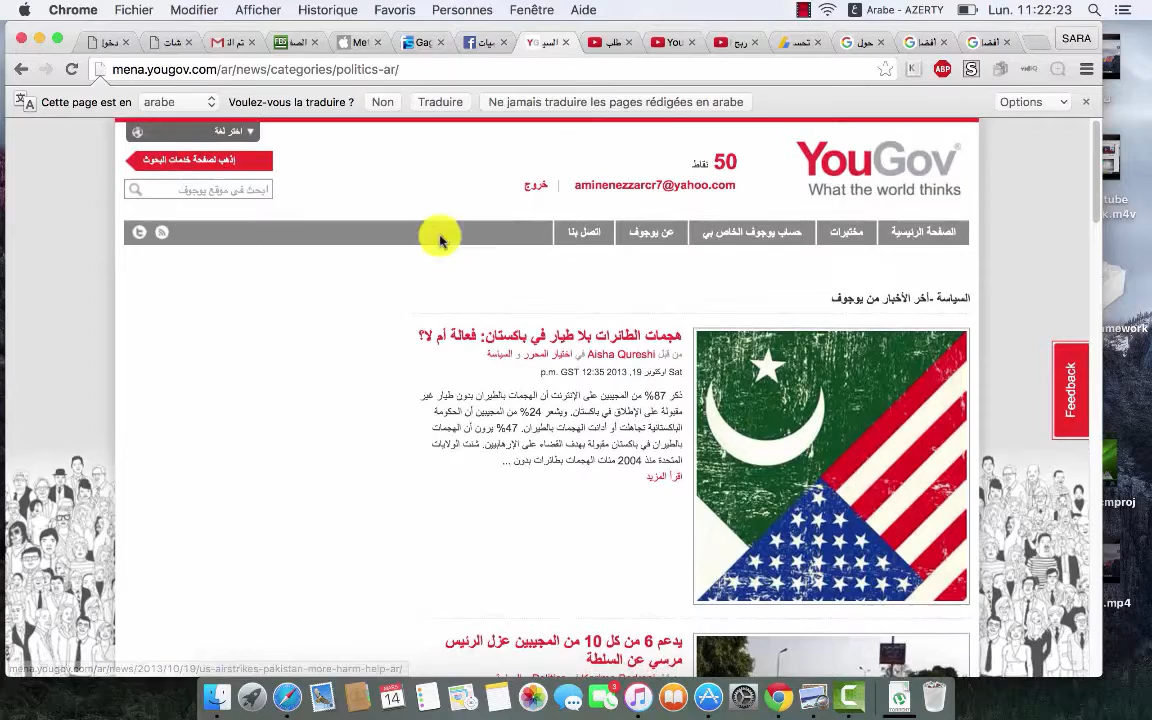 Chrome Fichier Modifier Afficher Historique Favoris Personnes Fenêtre Aide
Arabe - AZERTY Lun. 11:22:23
SARA
mena.yougov.com/ar/news/categories/politics-ar/
ABP
Cette page est en arabe Voulez-vous la traduire ? Non Traduire Ne jamais traduire les pages rédigées en arabe Options
اختر لغة
إذهب لصفحة خدمات البحوث
ابحث في موقع يوجوف
50 نقاط
aminenezzarcr7@yahoo.com | خروج
YouGov®
What the world thinks
الصفحة الرئيسية مختبرات حساب يوجوف الخاص بي عن يوجوف اتصل بنا
السياسة -أخر الأخبار من يوجوف
هجمات الطائرات بلا طيار في باكستان: فعالة أم لا؟
من قبل Aisha Qureshi في اختيار المحرر و السياسة
Sat اوكتوبر 19, 2013 12:35 p.m. GST
ذكر 87% من المجيبين على الإنترنت أن الهجمات بالطيران بدون طيار غير
مقبولة على الإطلاق في باكستان. ويشعر 24% من المجيبين أن الحكومة
الباكستانية تجاهلت أو أدانت الهجمات بالطيران. 47% يرون أن الهجمات
بالطيران في باكستان مقبولة بهدف القضاء على الإرهابيين. شنت الولايات
المتحدة منذ 2004 مئات الهجمات بطائرات بدون ...
اقرأ المزيد
Feedback
يدعم 6 من كل 10 من المجيبين عزل الرئيس
مرسي عن السلطة
mena.yougov.com/ar/news/2013/10/19/us-airstrikes-pakistan-more-harm-help-ar/